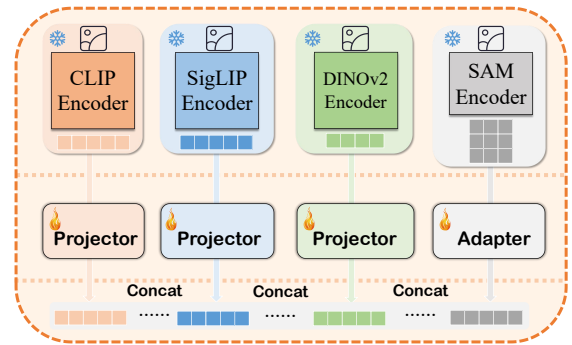 CLIP
Encoder
SigLIP
Encoder
DINOv2
Encoder
SAM
Encoder
Projector
Projector
Projector
Adapter
Concat
Concat
Concat
......
......
......